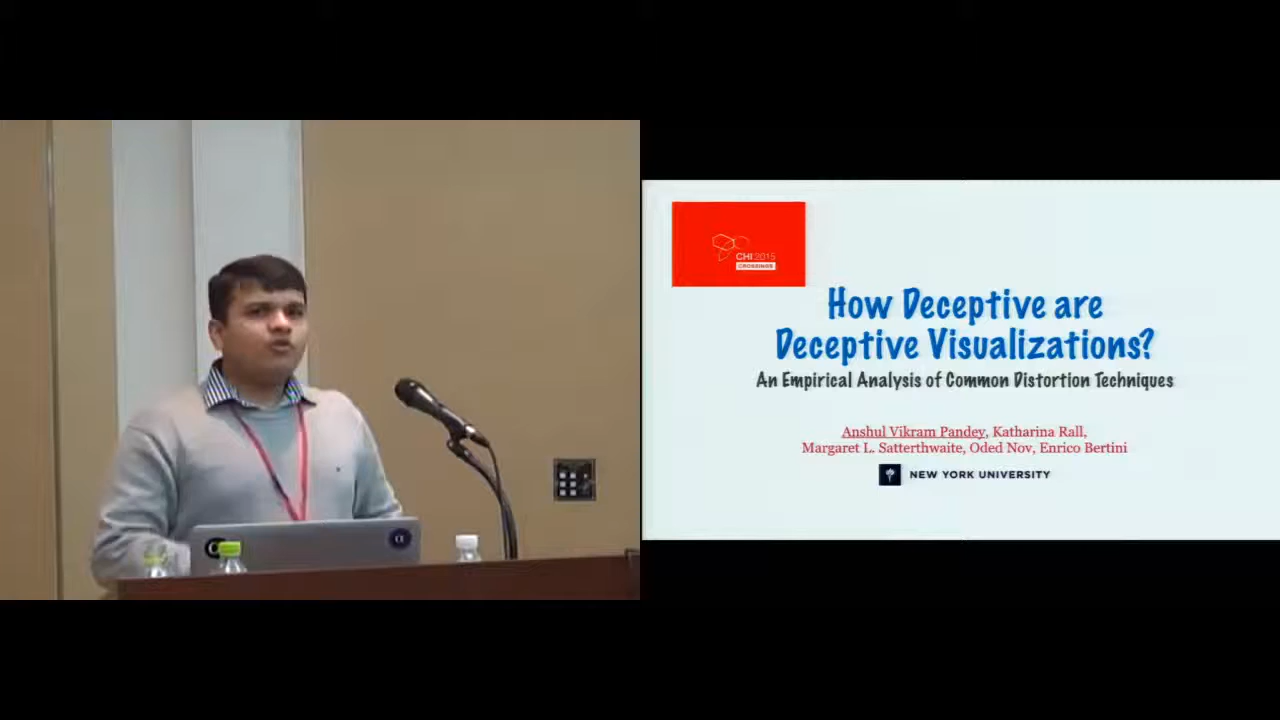 CHI 2015
CROSSINGS
How Deceptive are
Deceptive Visualizations?
An Empirical Analysis of Common Distortion Techniques
Anshul Vikram Pandey, Katharina Rall,
Margaret L. Satterthwaite, Oded Nov, Enrico Bertini
NEW YORK UNIVERSITY